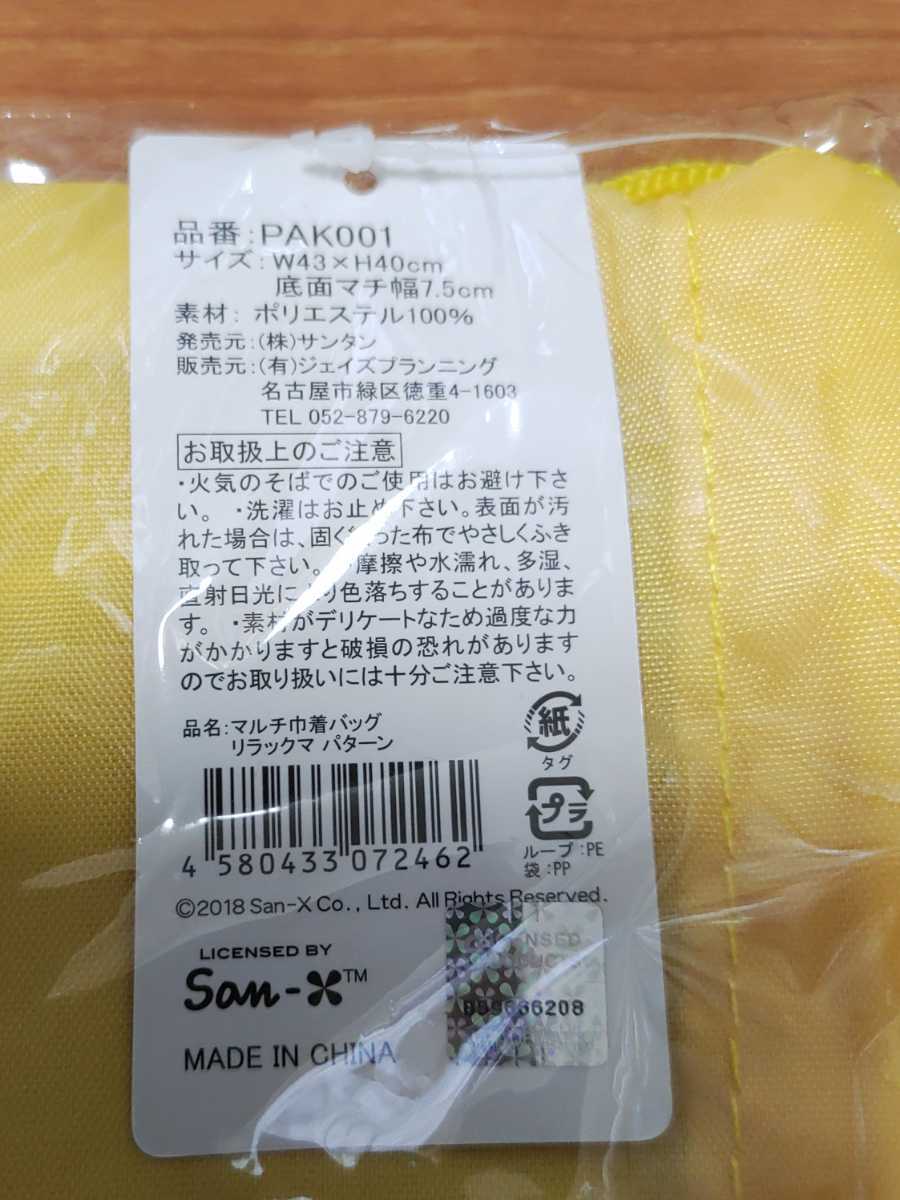 品番:PAK001
サイズ:W43×H40cm
底面マチ幅7.5cm
素材:ポリエステル100%
発売元:(株)サンタン
販売元:(有)ジェイズプランニング
名古屋市緑区徳重4-1603
TEL 052-879-6220
お取扱上のご注意
・火気のそばでのご使用はお避け下さ
い。 ・洗濯はお止め下さい。表面が汚
れた場合は、固く絞った布でやさしくふき
取って下さい。 ・摩擦や水濡れ、多湿、
直射日光により色落ちすることがありま
す。 ・素材がデリケートなため過度な力
がかかりますと破損の恐れがあります
のでお取り扱いには十分ご注意下さい。
品名:マルチ巾着バッグ
リラックマ パターン
紙
タグ
プラ
ループ:PE
袋:PP
4 580433 072462
©2018 San-X Co., Ltd. All Rights Reserved.
LICENSED BY
San-X™
MADE IN CHINA